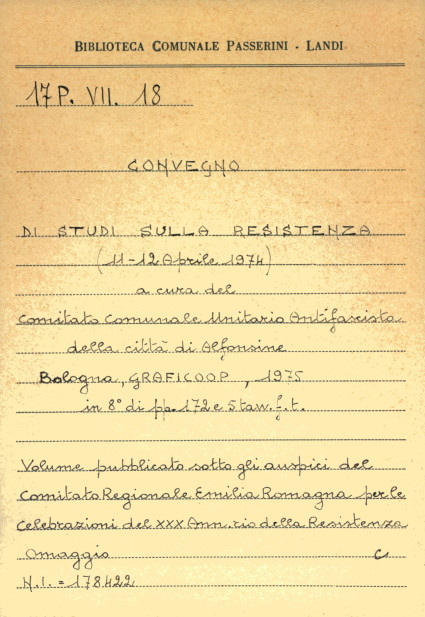 BIBLIOTECA COMUNALE PASSERINI - LANDI
17 P. VII. 18
CONVEGNO
DI STUDI SULLA RESISTENZA
(11-12 Aprile 1974)
a cura del
Comitato Comunale Unitario Antifascista
della città di Alfonsine
Bologna, GRAFICOOP, 1975
in 8° di pp. 172 e 5 tavv. f. t.
Volume pubblicato sotto gli auspici del
Comitato Regionale Emilia Romagna per le
Celebrazioni del XXX Ann.rio della Resistenza
Omaggio C
N.I. = 178422